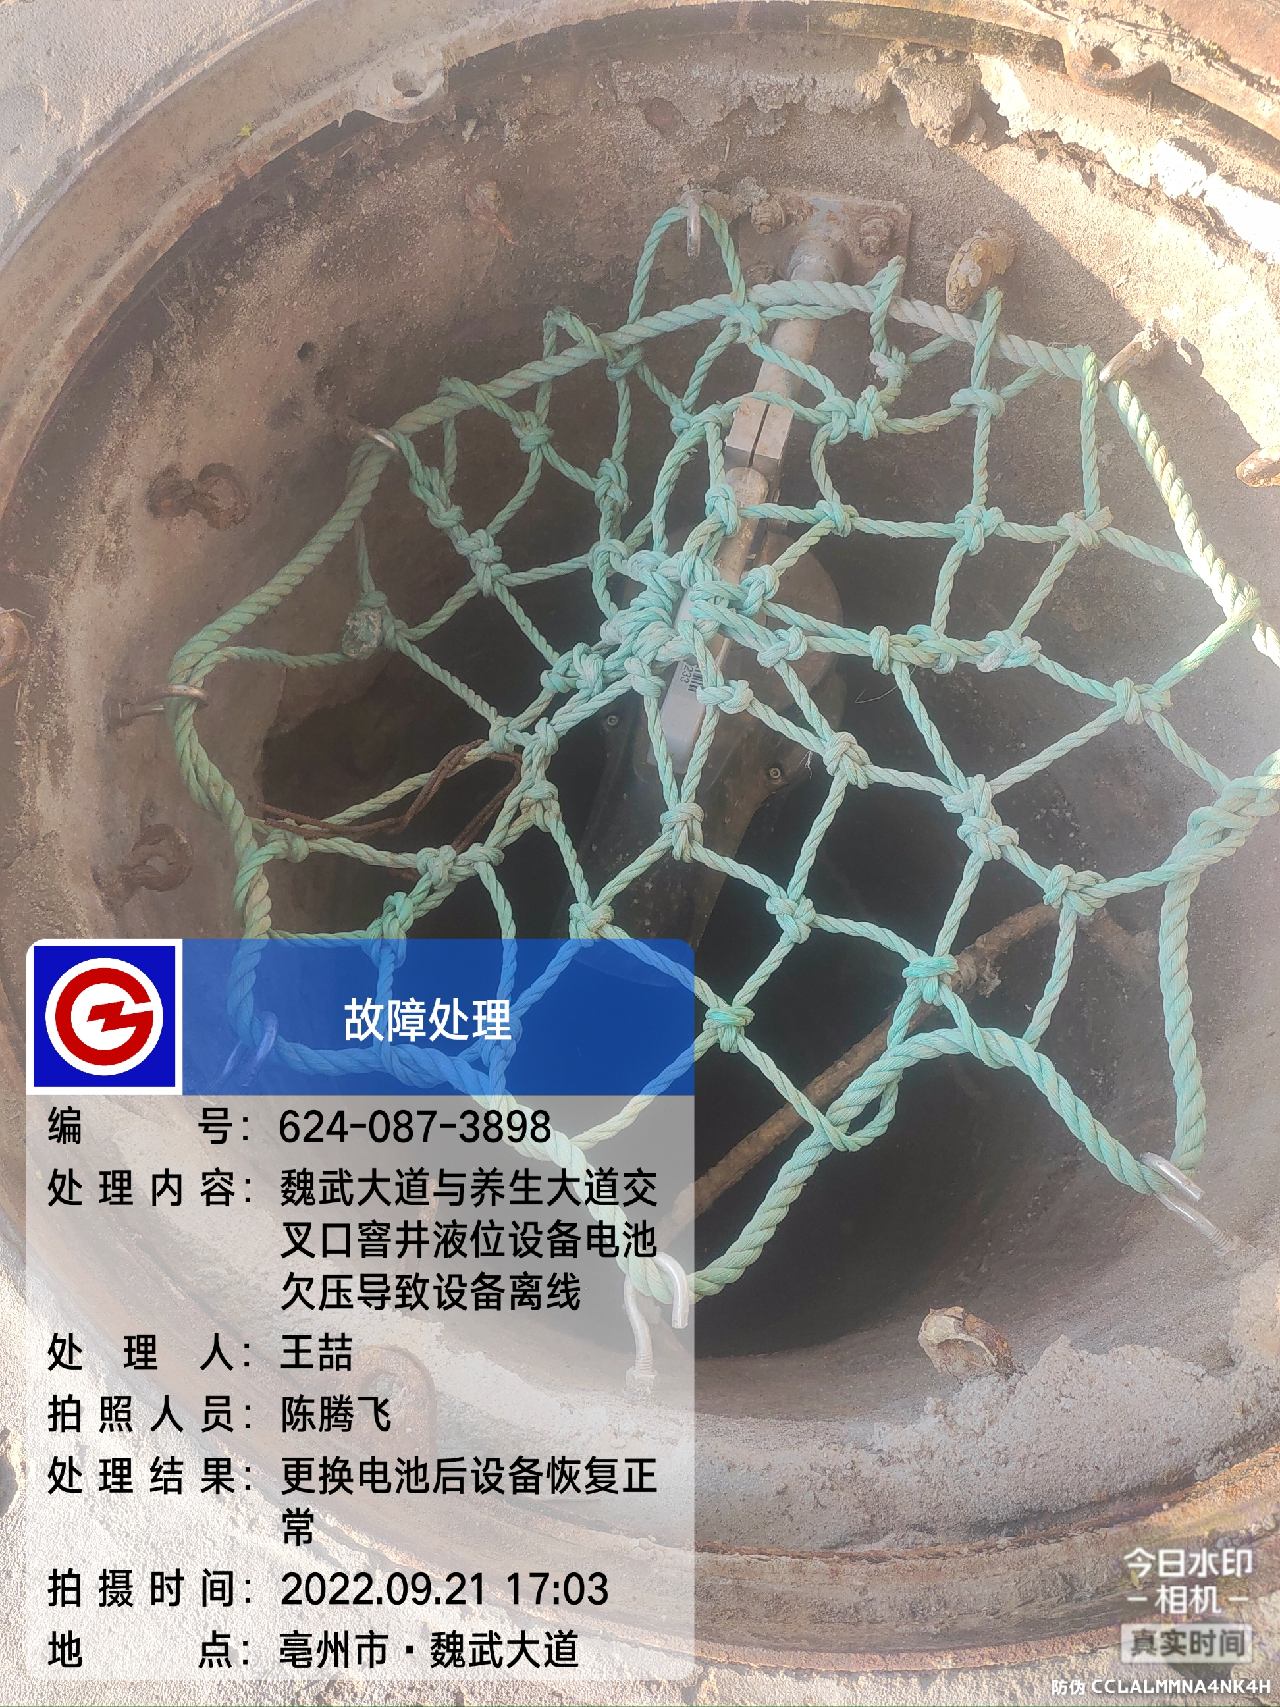 故障处理
编号：624-087-3898
处理内容：魏武大道与养生大道交
叉口窨井液位设备电池
欠压导致设备离线
处理人：王喆
拍照人员：陈腾飞
处理结果：更换电池后设备恢复正
常
拍摄时间：2022.09.21 17:03
地点：亳州市·魏武大道
今日水印
-相机-
真实时间
防伪 CCLALMMNA4NK4H